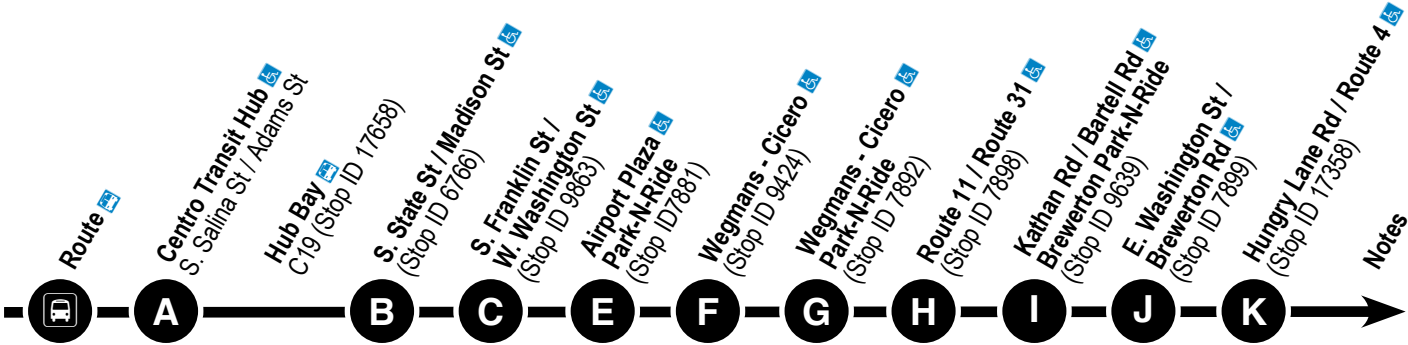 Route
Centro Transit Hub
S. Salina St / Adams St
Hub Bay
C19 (Stop ID 17658)
S. State St / Madison St
(Stop ID 6766)
S. Franklin St /
W. Washington St
(Stop ID 9863)
Airport Plaza
Park-N-Ride
(Stop ID7881)
Wegmans - Cicero
(Stop ID 9424)
Wegmans - Cicero
Park-N-Ride
(Stop ID 7892)
Route 11 / Route 31
(Stop ID 7898)
Kathan Rd / Bartell Rd
Brewerton Park-N-Ride
(Stop ID 9639)
E. Washington St /
Brewerton Rd
(Stop ID 7899)
Hungry Lane Rd / Route 4
(Stop ID 17358)
Notes
A
B
C
E
F
G
H
I
J
K